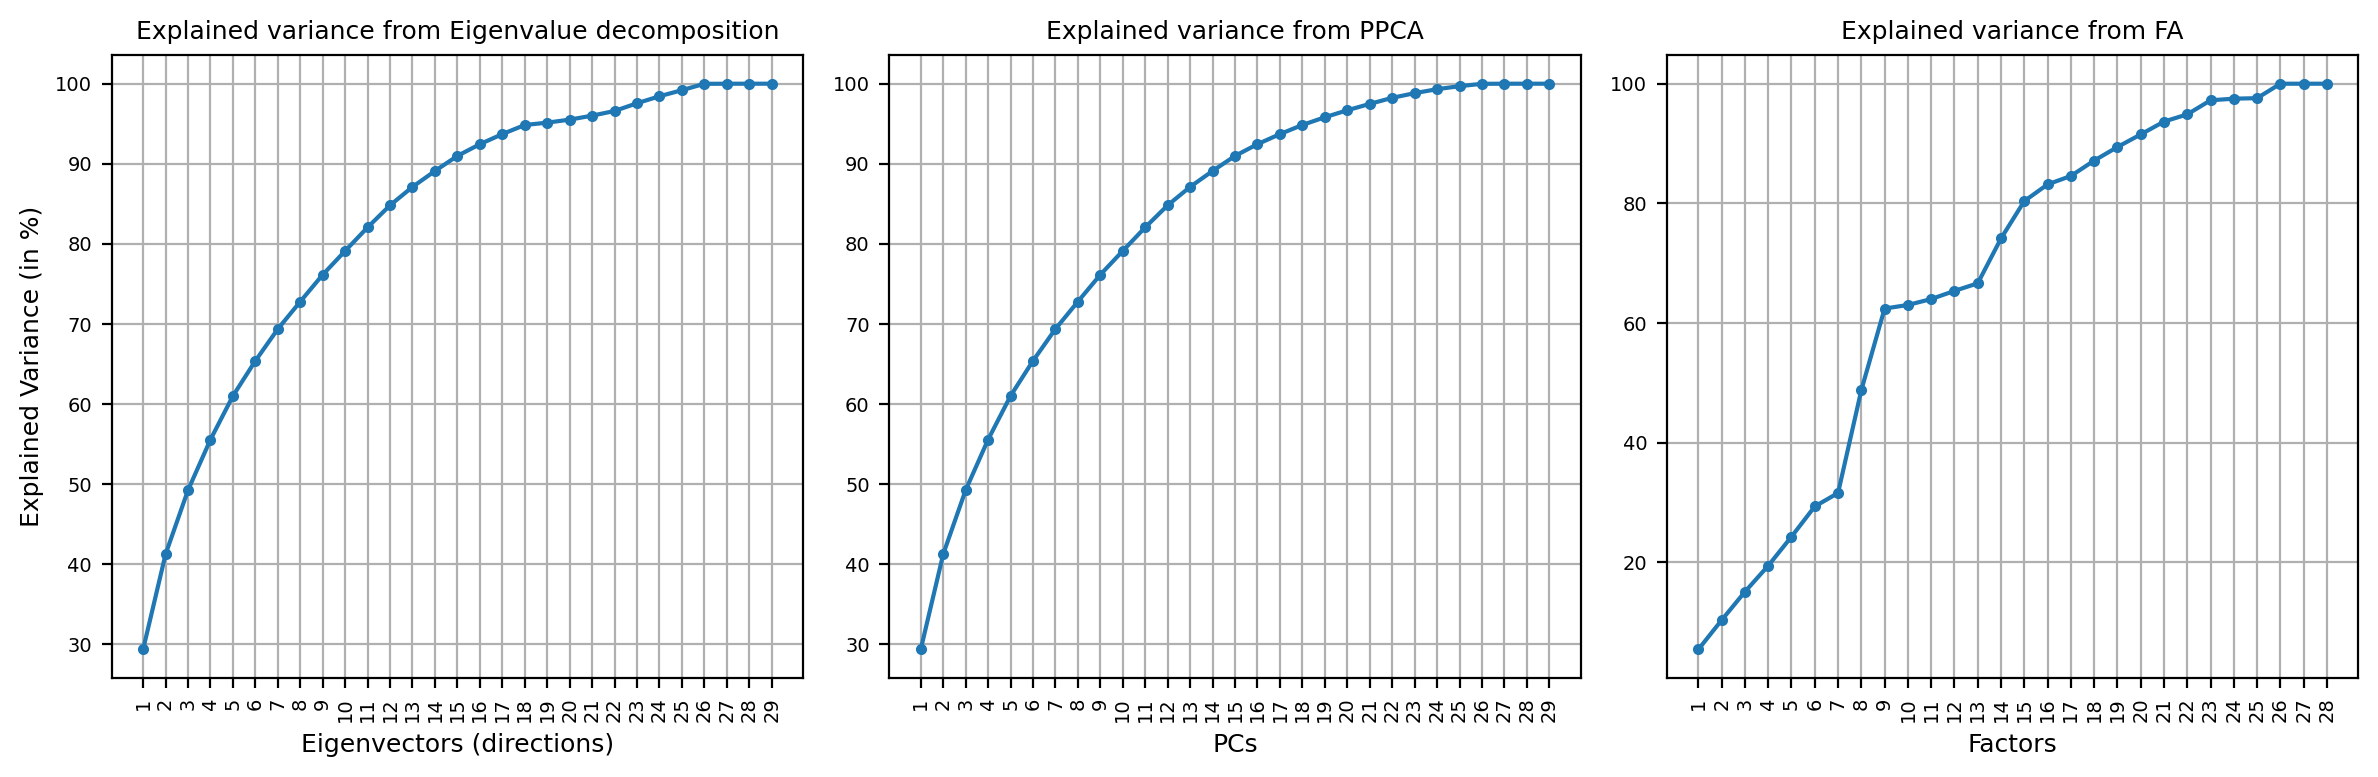 Explained variance from Eigenvalue decomposition
Explained Variance (in %)
100
90
80
70
60
50
40
30
1 2 3 4 5 6 7 8 9 10 11 12 13 14 15 16 17 18 19 20 21 22 23 24 25 26 27 28 29
Eigenvectors (directions)
Explained variance from PPCA
100
90
80
70
60
50
40
30
1 2 3 4 5 6 7 8 9 10 11 12 13 14 15 16 17 18 19 20 21 22 23 24 25 26 27 28 29
PCs
Explained variance from FA
100
80
60
40
20
1 2 3 4 5 6 7 8 9 10 11 12 13 14 15 16 17 18 19 20 21 22 23 24 25 26 27 28
Factors